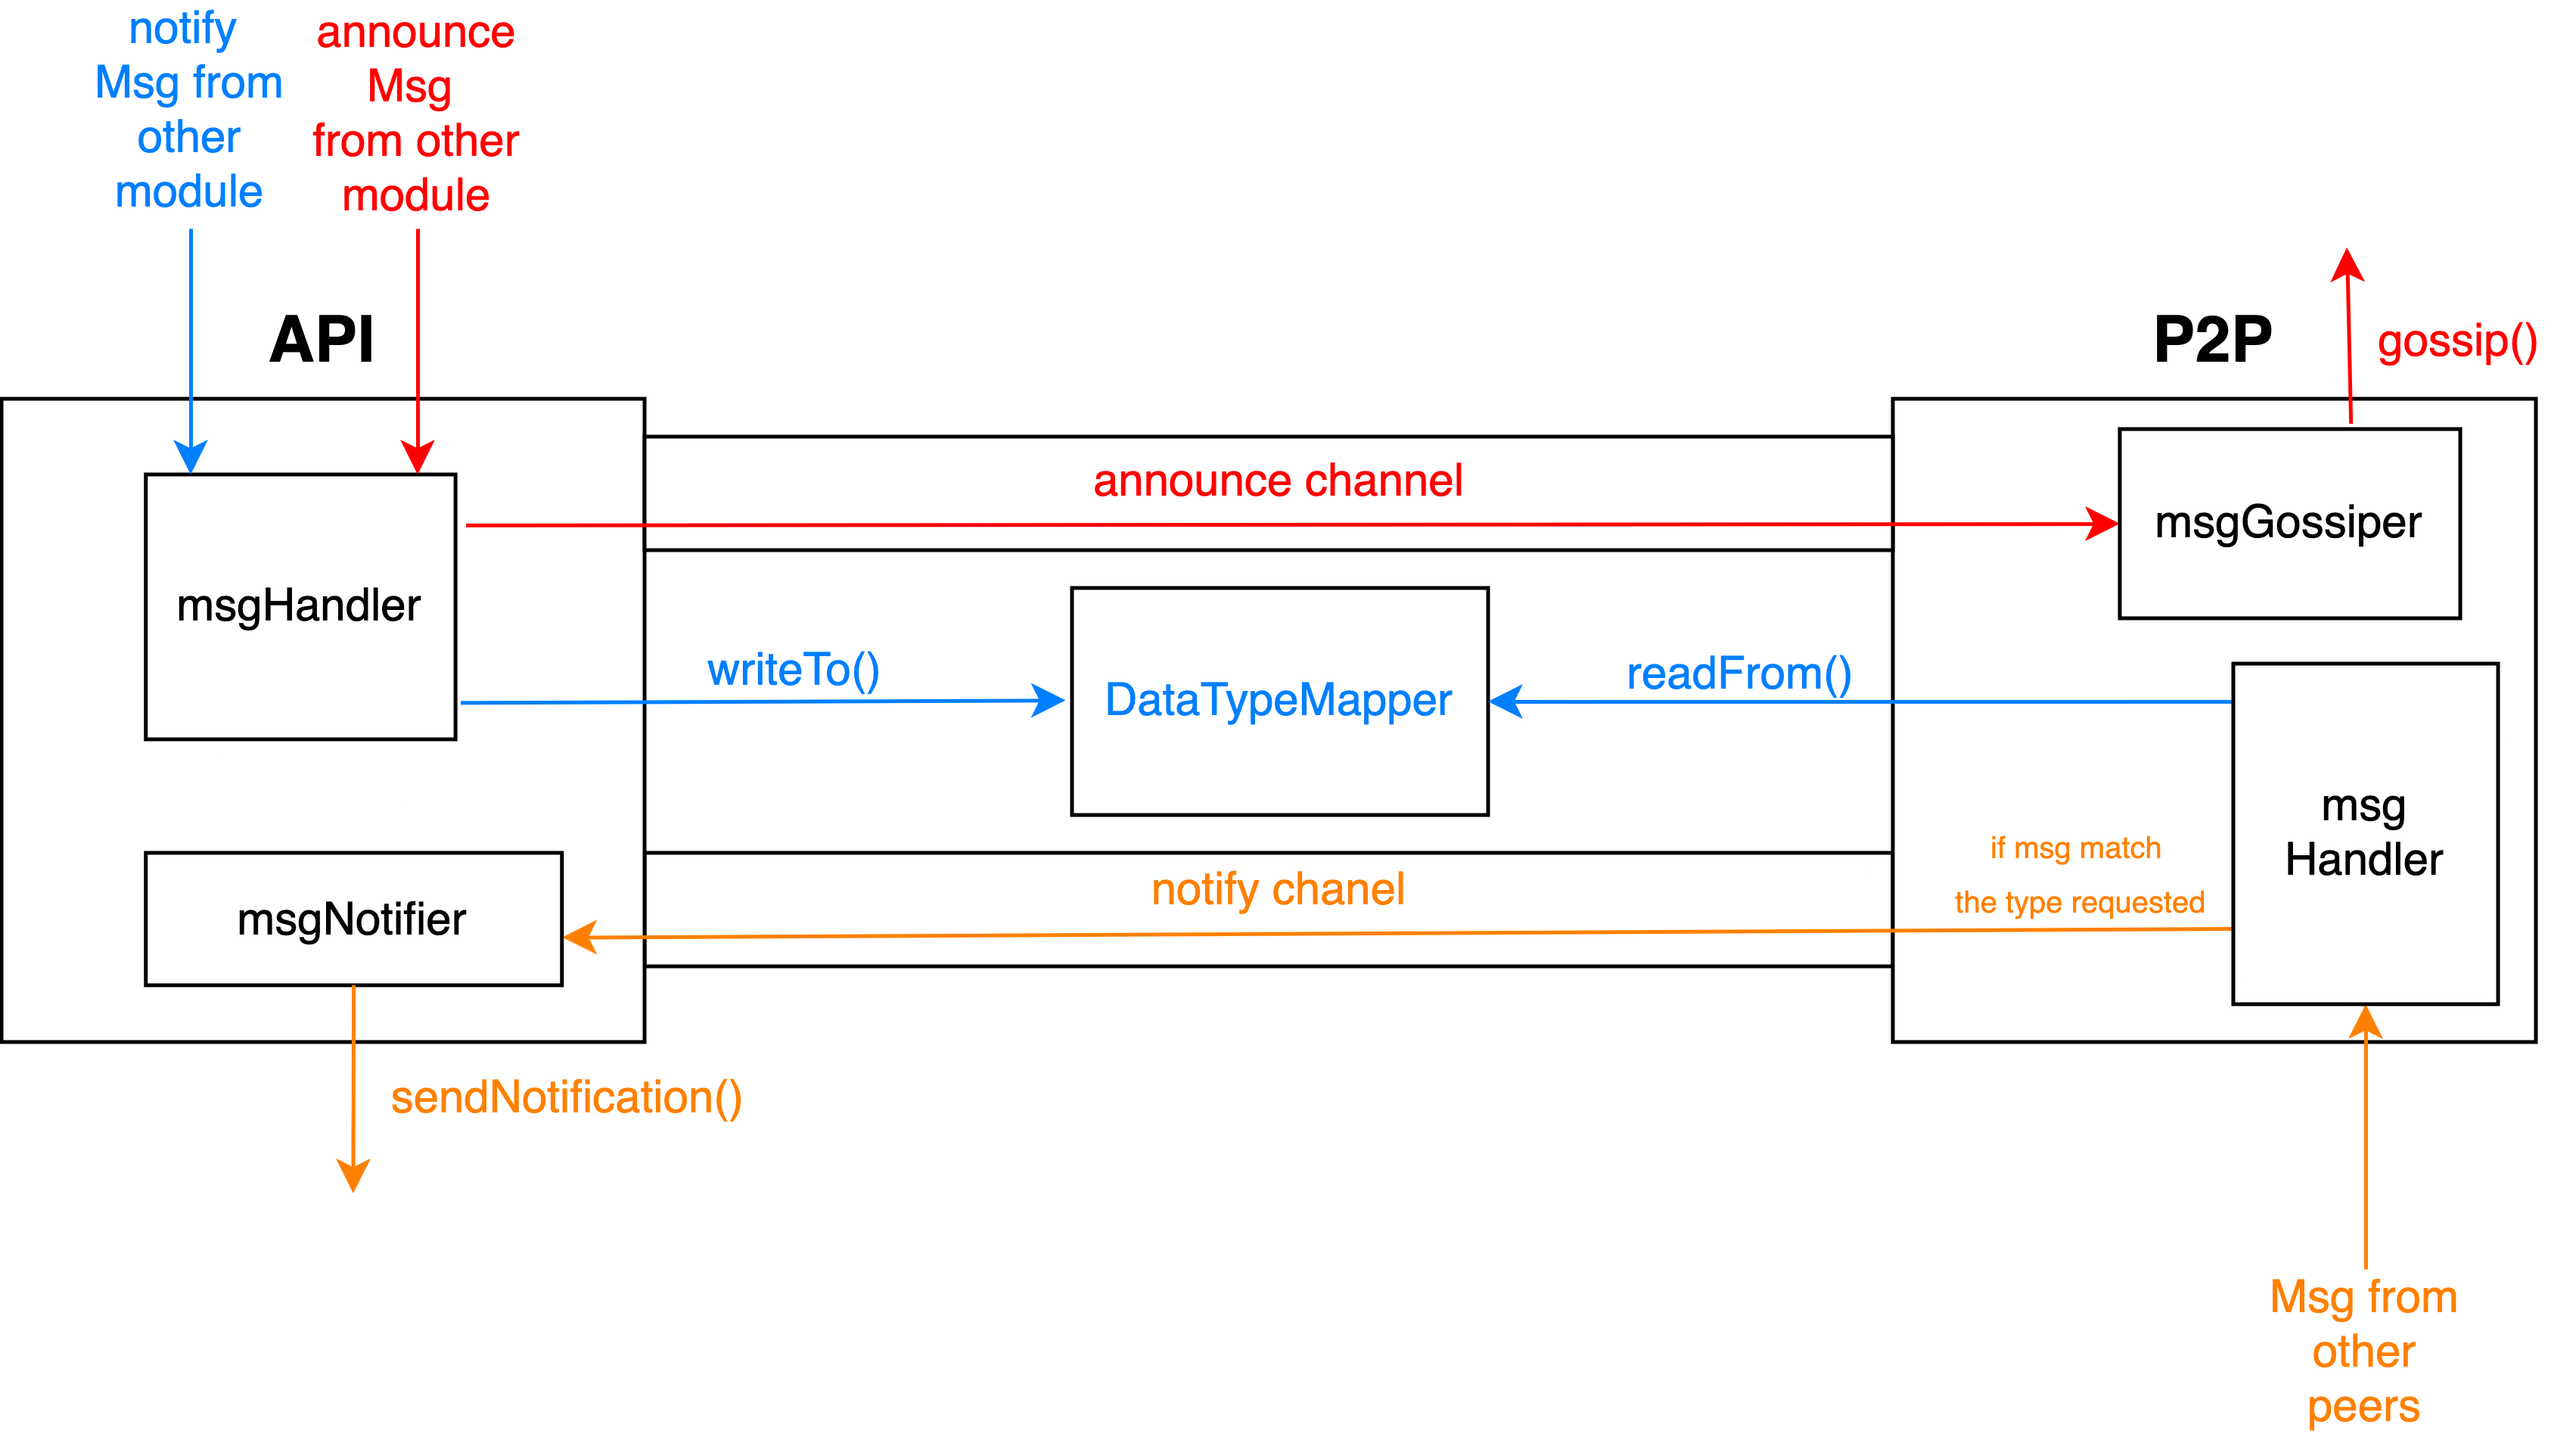 notify
Msg from
other
module
announce
Msg
from other
module
API
P2P
gossip()
announce channel
msgGossiper
msgHandler
writeTo()
DataTypeMapper
readFrom()
msg
Handler
if msg match
the type requested
notify chanel
msgNotifier
sendNotification()
Msg from
other
peers